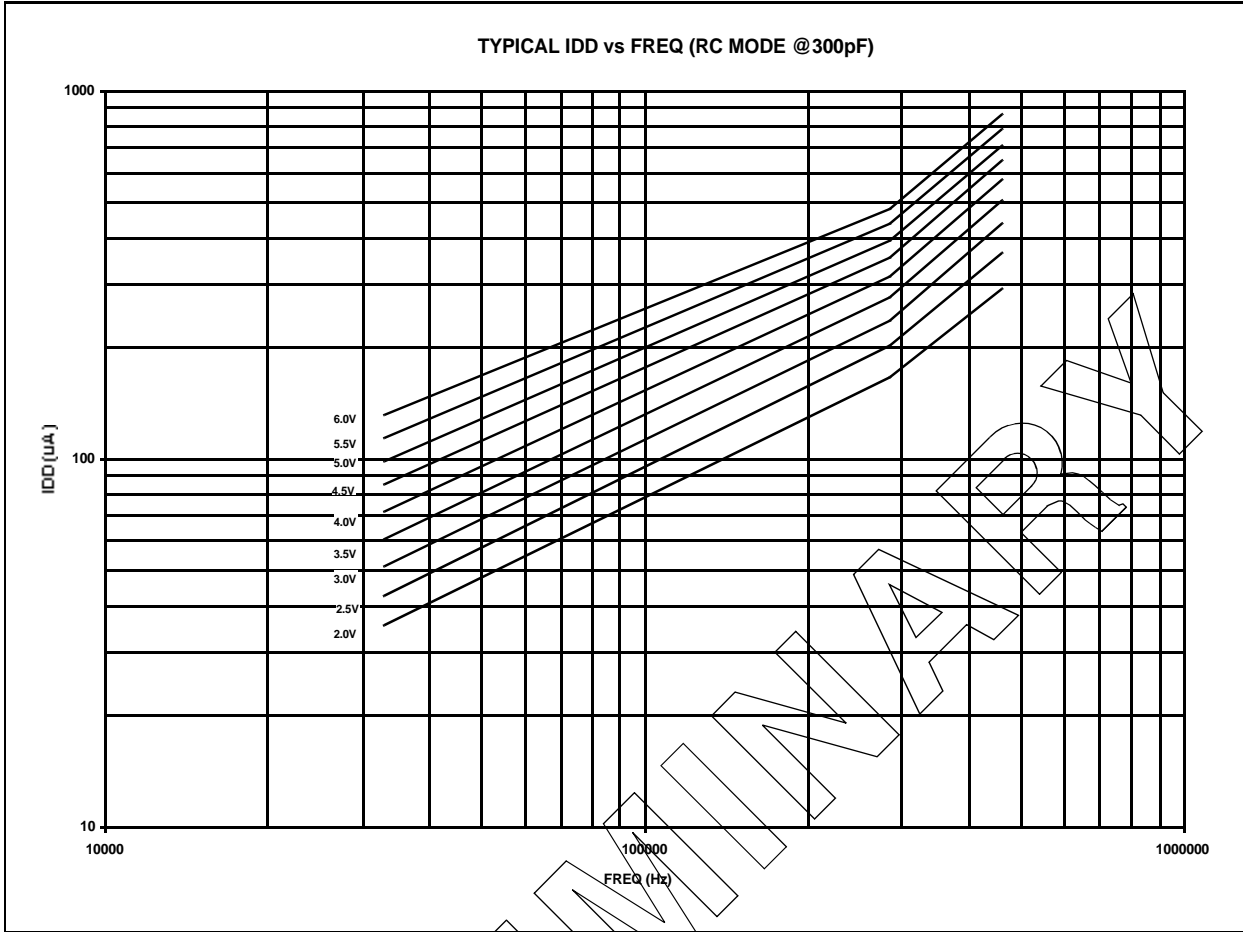 TYPICAL IDD vs FREQ (RC MODE @300pF)
1000
6.0V
5.5V
5.0V
4.5V
4.0V
3.5V
3.0V
2.5V
2.0V
100
10
IDD(uA)
10000
100000
1000000
FREQ (Hz)
MINARY